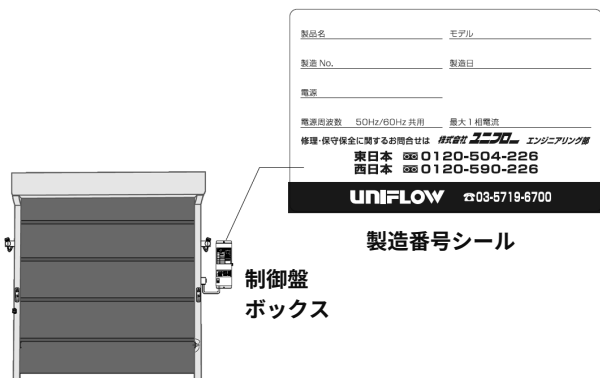 製品名 モデル
製造 No. 製造日
電源
電源周波数 50Hz/60Hz 共用 最大1相電流
修理・保守保全に関するお問合せは 株式会社 ユニフロー エンジニアリング部
東日本 0120-504-226
西日本 0120-590-226
UNIFLOW ☎03-5719-6700
製造番号シール
制御盤
ボックス